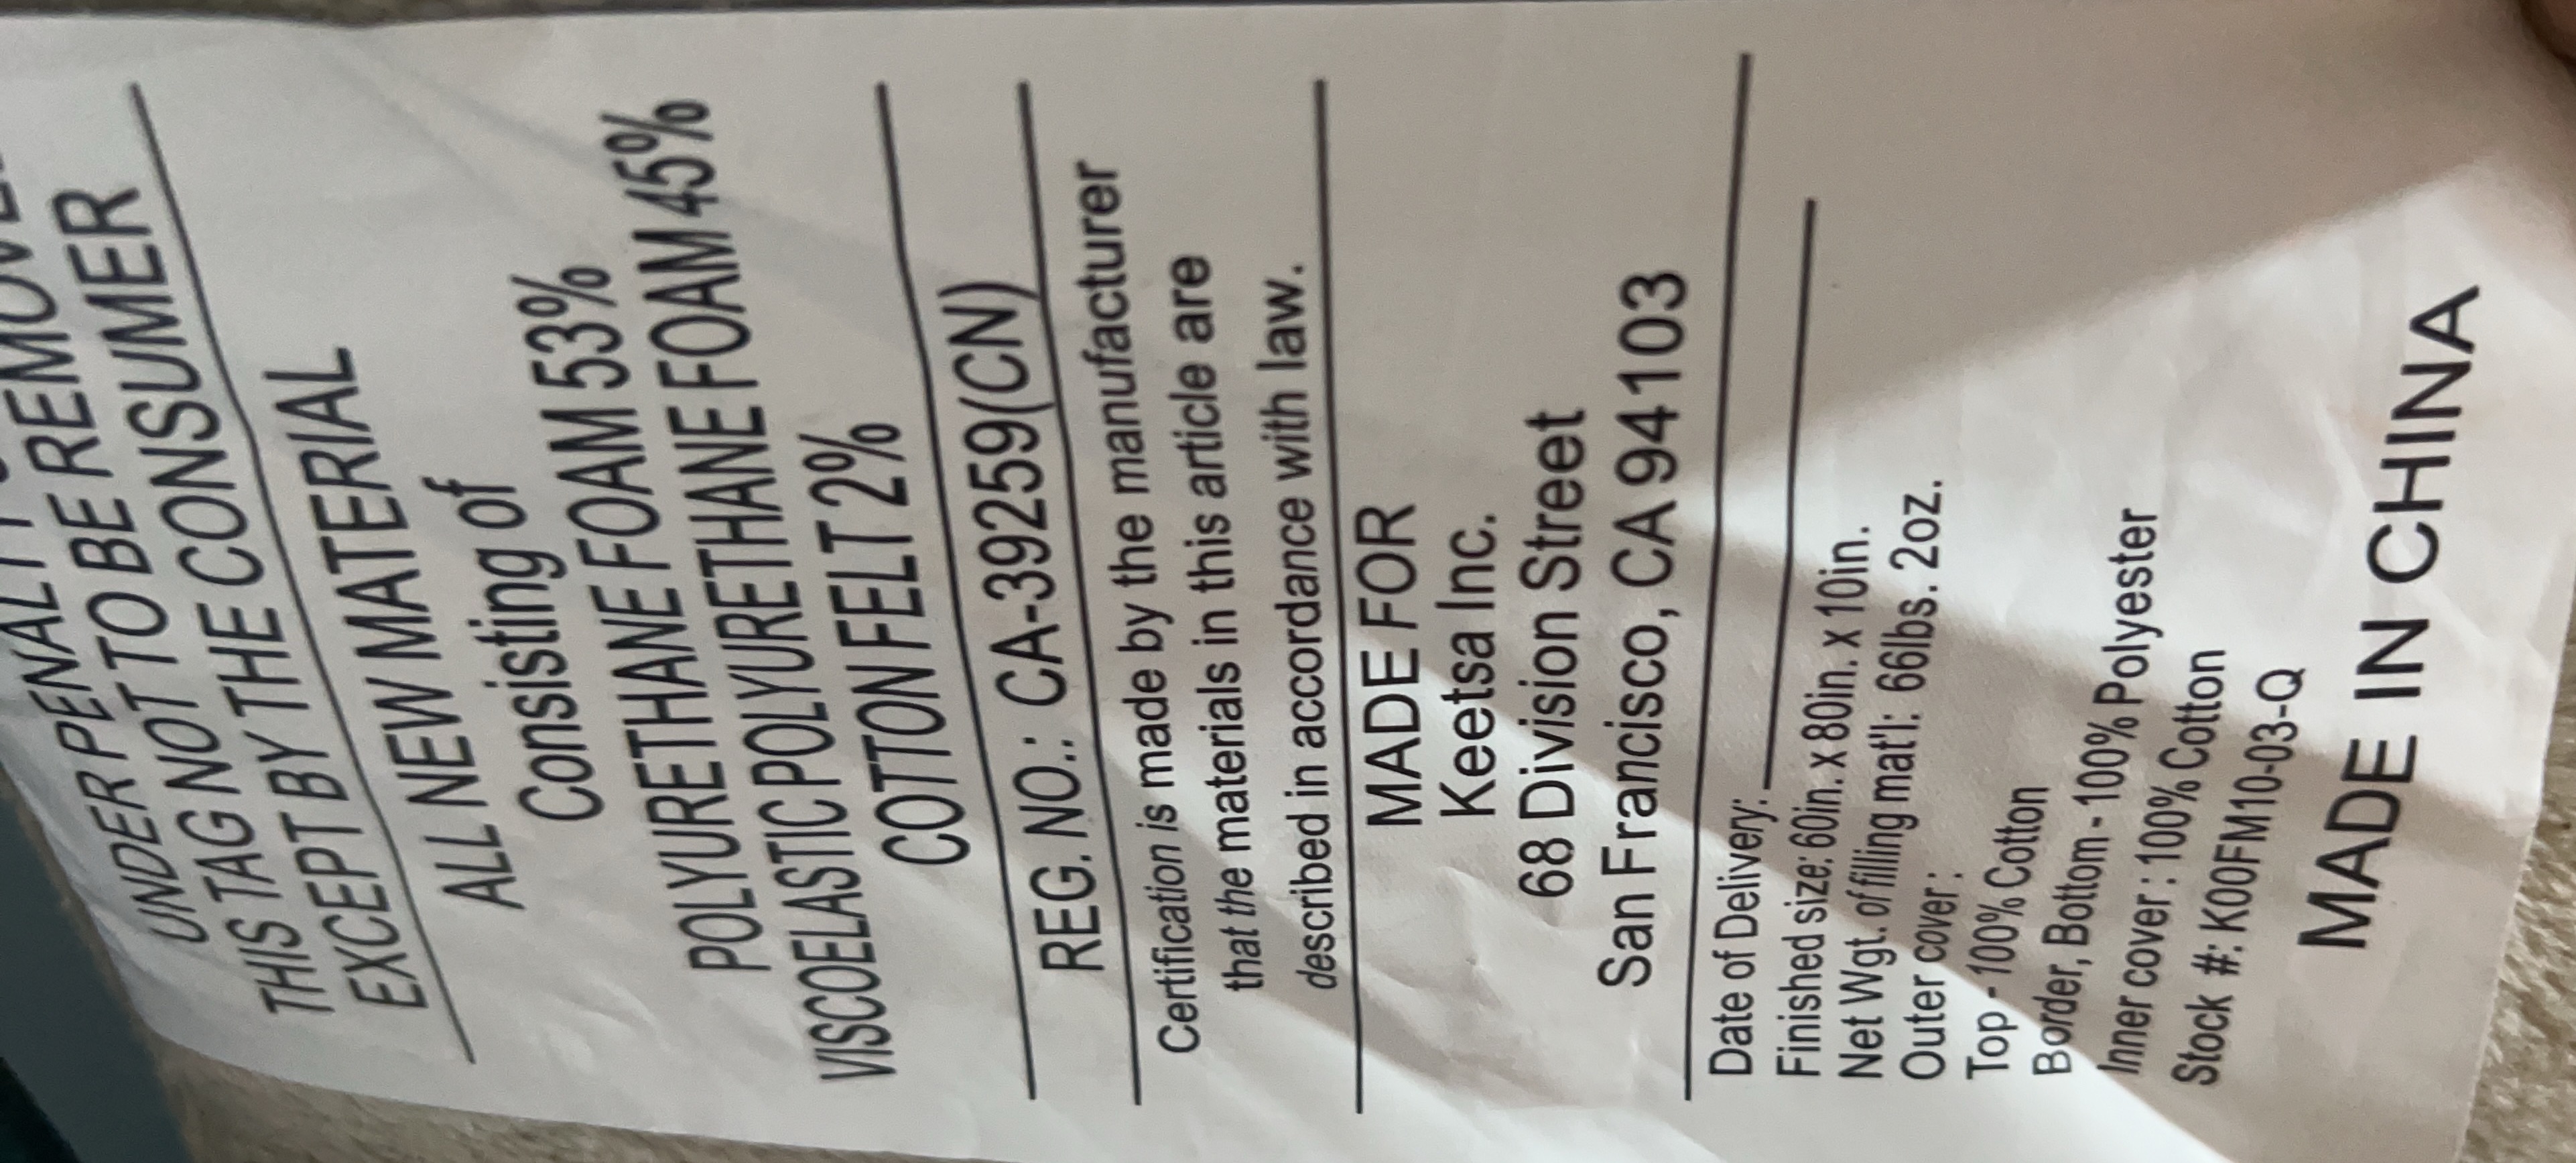 UNDER PENALTY
THIS TAG NOT TO BE REMOVED
EXCEPT BY THE CONSUMER
ALL NEW MATERIAL
Consisting of
POLYURETHANE FOAM 53%
VISCOELASTIC POLYURETHANE FOAM 45%
COTTON FELT 2%
REG. NO.: CA-39259(CN)
Certification is made by the manufacturer
that the materials in this article are
described in accordance with law.
MADE FOR
Keetsa Inc.
68 Division Street
San Francisco, CA 94103
Date of Delivery:
Finished size: 60in. x 80in. x 10in.
Net Wgt. of filling mat'l: 66lbs. 2oz.
Outer cover :
Top - 100% Cotton
Border, Bottom - 100% Polyester
Inner cover : 100% Cotton
Stock #: K00FM10-03-Q
MADE IN CHINA